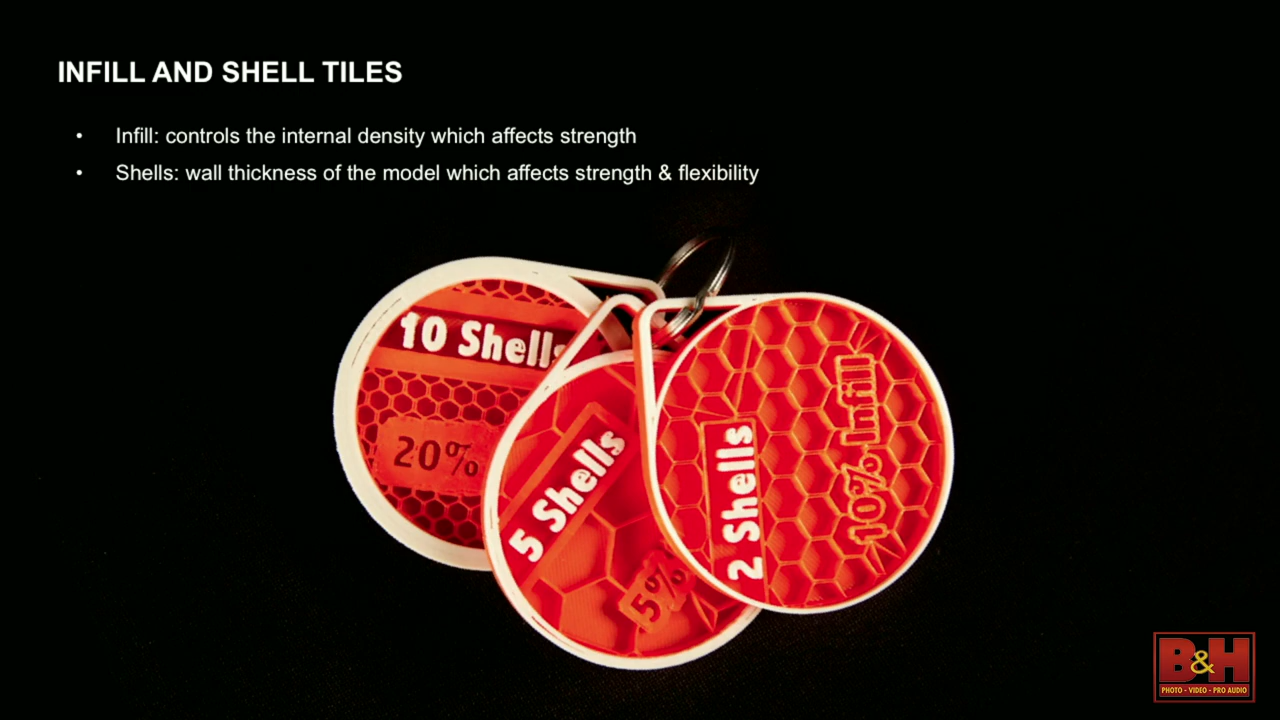 INFILL AND SHELL TILES
• Infill: controls the internal density which affects strength
• Shells: wall thickness of the model which affects strength & flexibility
10 Shells
20%
5 Shells
5%
2 Shells
10% Infill
B&H
PHOTO - VIDEO - PRO AUDIO